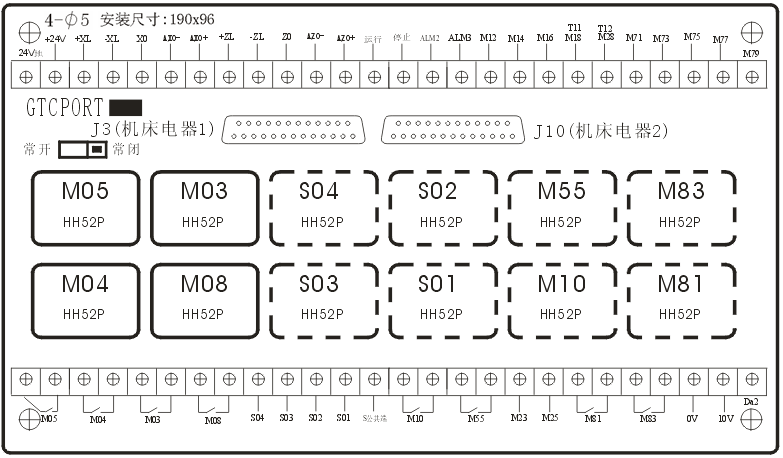 4-φ5 安装尺寸:190x96
24V地 +24V +XL -XL X0 AX0- AX0+ +ZL -ZL Z0 AZ0- AZ0+ 运行 停止 ALM2 ALM3 M12 M14 M16 T11 M18 T12 M28 M71 M73 M75 M77 M79
GTCPORT
J3(机床电器1)
J10(机床电器2)
常开 常闭
M05 M03 S04 S02 M55 M83
HH52P HH52P HH52P HH52P HH52P HH52P
M04 M08 S03 S01 M10 M81
HH52P HH52P HH52P HH52P HH52P HH52P
M05 M04 M03 M08 S04 S03 S02 S01 S公共端 M10 M55 M23 M25 M81 M83 0V 10V Da2